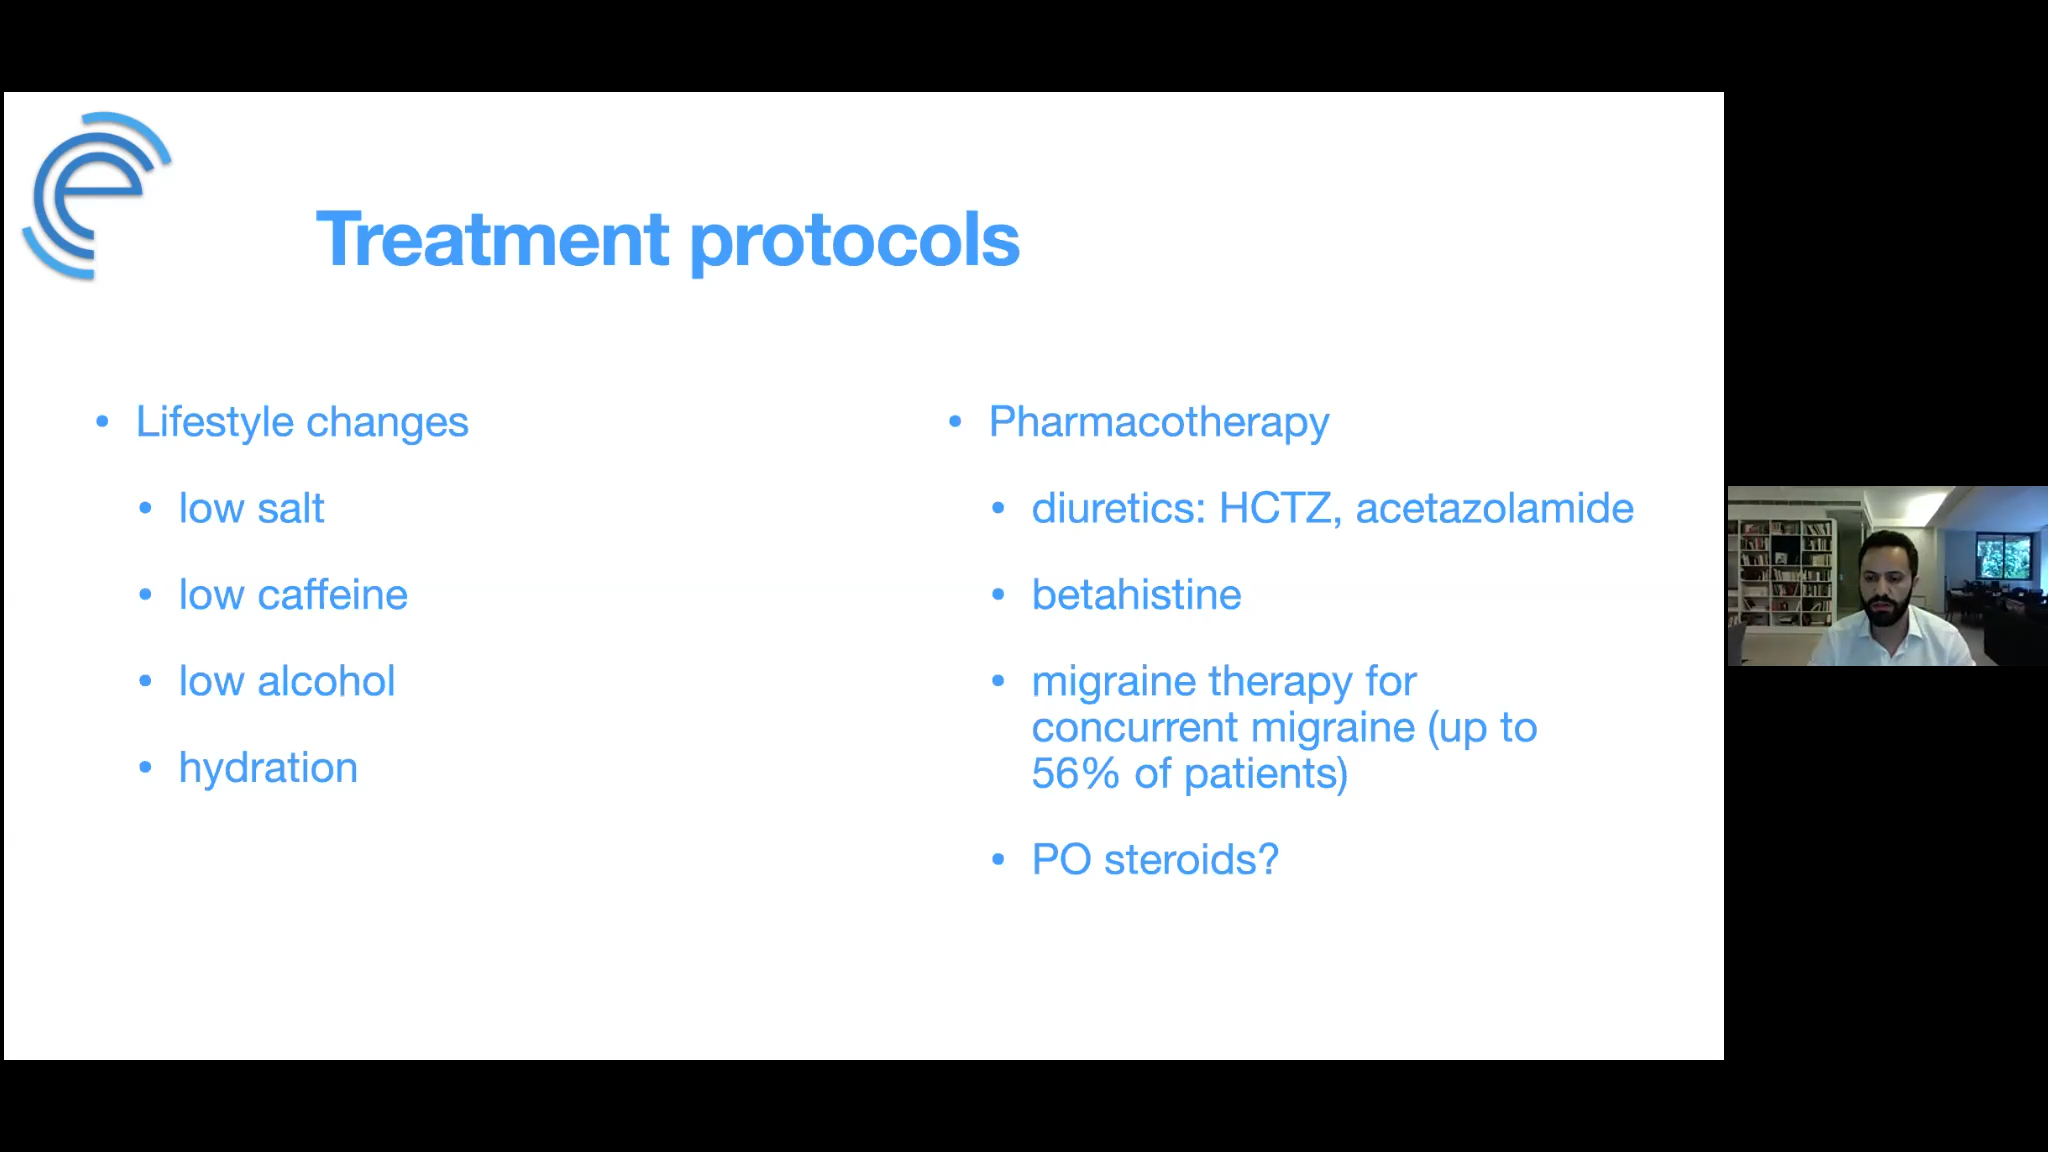 Treatment protocols
• Lifestyle changes
• low salt
• low caffeine
• low alcohol
• hydration
• Pharmacotherapy
• diuretics: HCTZ, acetazolamide
• betahistine
• migraine therapy for
concurrent migraine (up to
56% of patients)
• PO steroids?